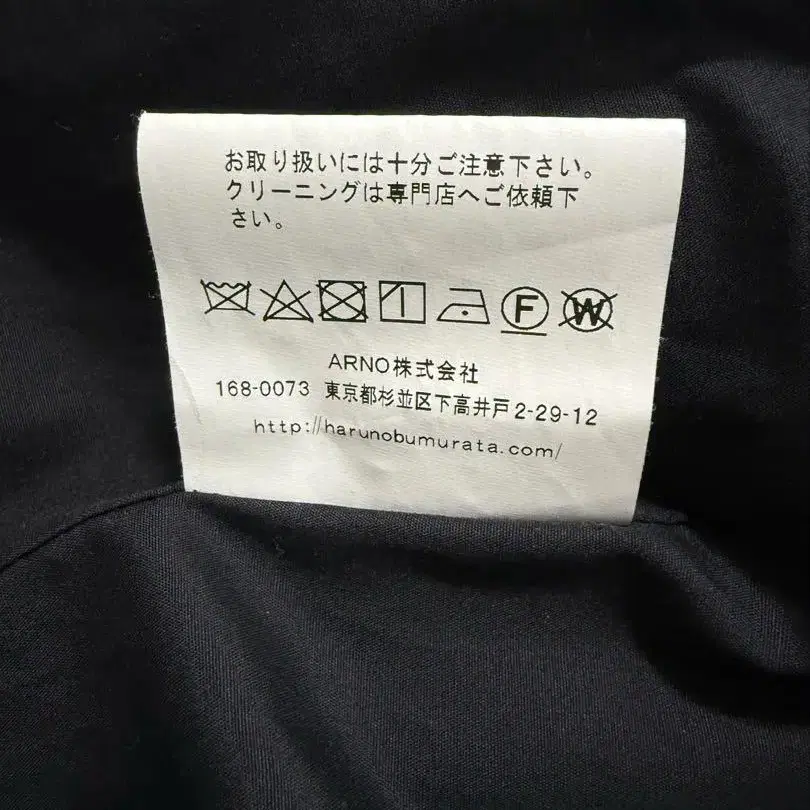 お取り扱いには十分ご注意下さい。
クリーニングは専門店へご依頼下
さい。
F W
ARNO株式会社
168-0073 東京都杉並区下高井戸2-29-12
http://harunobumurata.com/